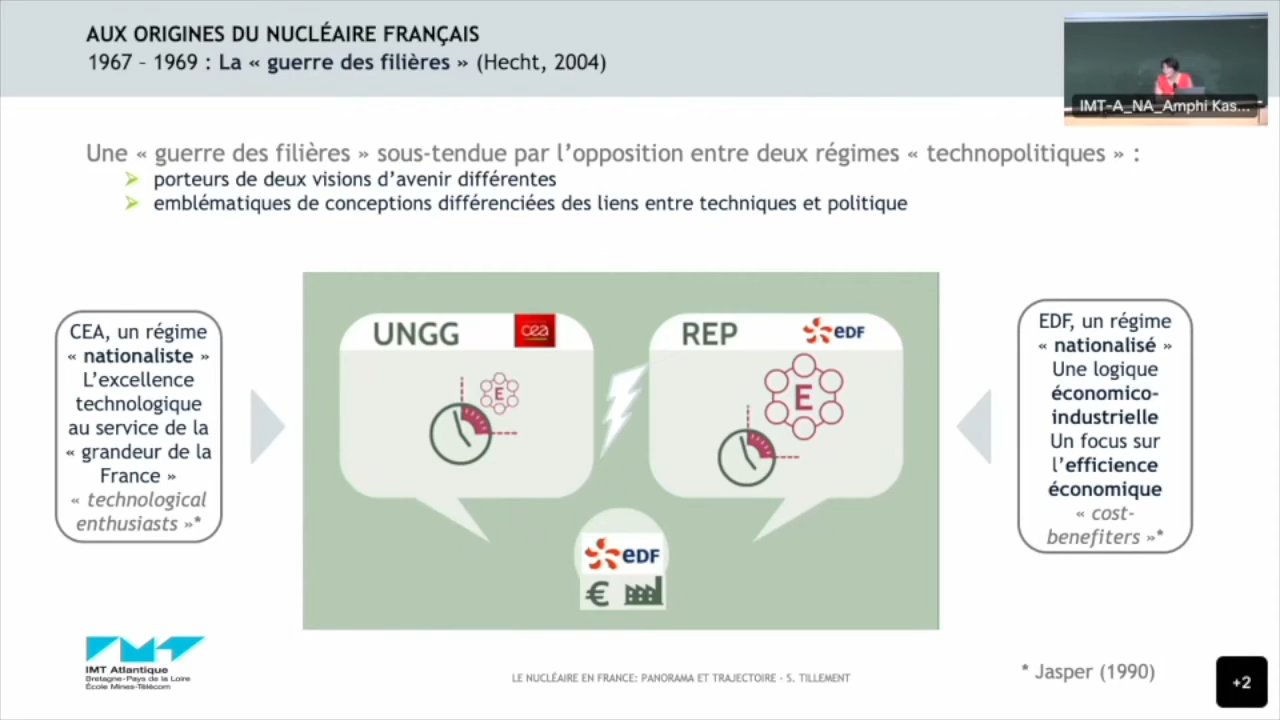 AUX ORIGINES DU NUCLÉAIRE FRANÇAIS
1967 - 1969 : La « guerre des filières » (Hecht, 2004)
IMT-A_NA_Amphi Kas...
Une « guerre des filières » sous-tendue par l'opposition entre deux régimes « technopolitiques » :
porteurs de deux visions d'avenir différentes
emblématiques de conceptions différenciées des liens entre techniques et politique
CEA, un régime
« nationaliste »
L'excellence
technologique
au service de la
« grandeur de la
France »
« technological
enthusiasts »*
UNGG
cea
E
REP
eDF
E
eDF
€
EDF, un régime
« nationalisé »
Une logique
économico-
industrielle
Un focus sur
l'efficience
économique
« cost-
benefiters »*
IMT Atlantique
Bretagne-Pays de la Loire
École Mines-Télécom
LE NUCLÉAIRE EN FRANCE: PANORAMA ET TRAJECTOIRE - S. TILLEMENT
* Jasper (1990)
+2